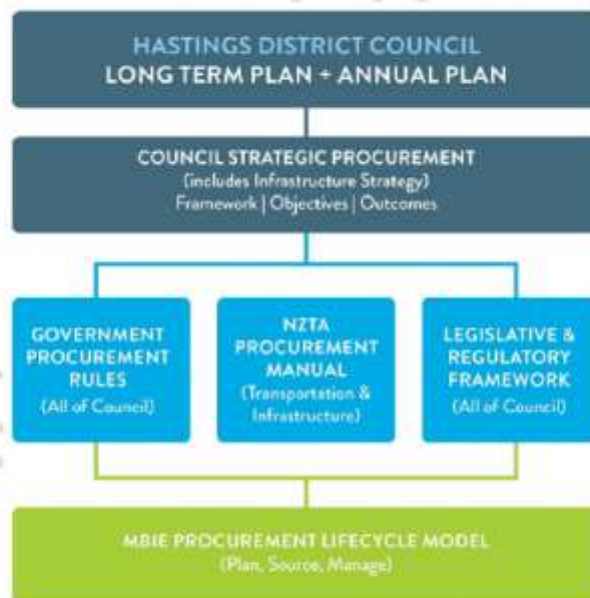 HASTINGS DISTRICT COUNCIL
LONG TERM PLAN + ANNUAL PLAN
COUNCIL STRATEGIC PROCUREMENT
(includes Infrastructure Strategy)
Framework | Objectives | Outcomes
GOVERNMENT
PROCUREMENT
RULES
(All of Council)
NZTA
PROCUREMENT
MANUAL
(Transportation &
Infrastructure)
LEGISLATIVE &
REGULATORY
FRAMEWORK
(All of Council)
MBIE PROCUREMENT LIFECYCLE MODEL
(Plan, Source, Manage)